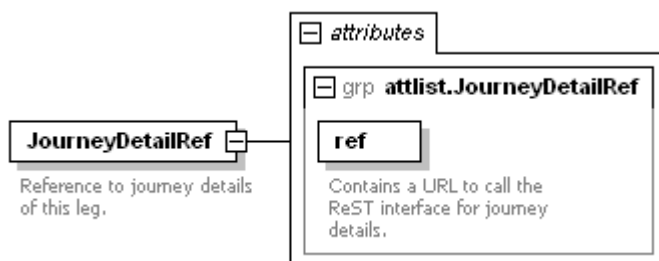 attributes
grp attlist.JourneyDetailRef
JourneyDetailRef
Reference to journey details
of this leg.
ref
Contains a URL to call the
ReST interface for journey
details.